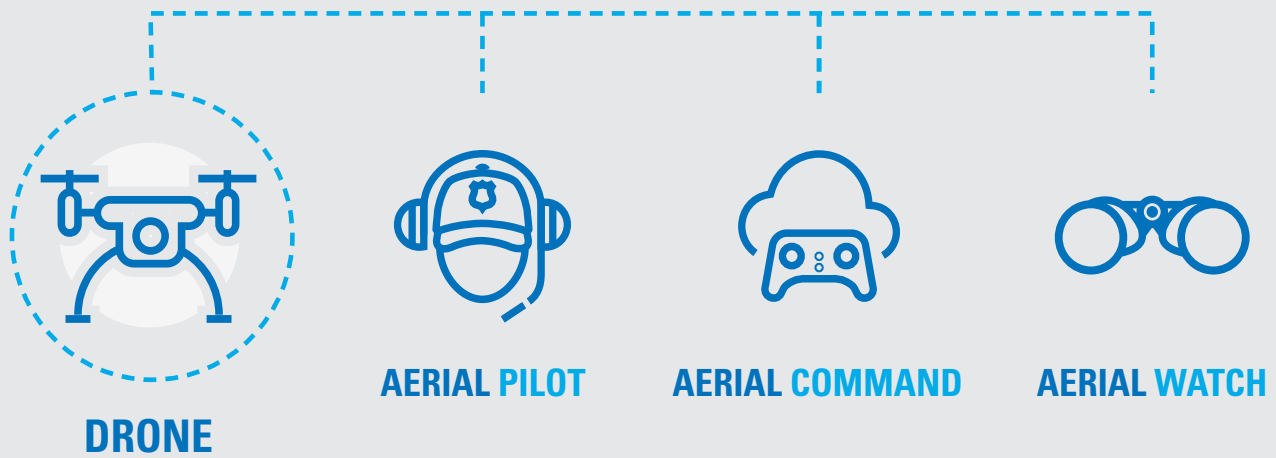 AERIAL PILOT
AERIAL COMMAND
AERIAL WATCH
DRONE